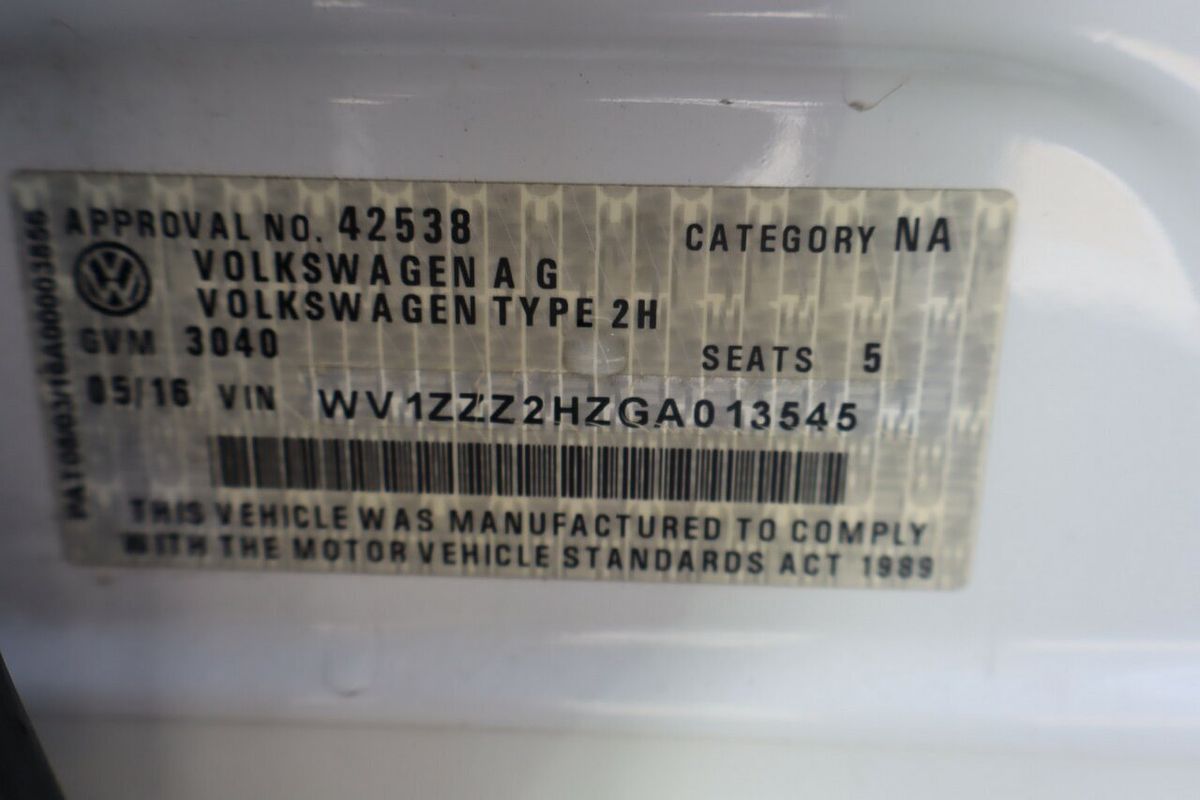 APPROVAL NO. 42538 CATEGORY NA
VOLKSWAGEN A G
VOLKSWAGEN TYPE 2H
GVM 3040 SEATS 5
05/16 VIN WV1ZZZ2HZGA013545
THIS VEHICLE WAS MANUFACTURED TO COMPLY
WITH THE MOTOR VEHICLE STANDARDS ACT 1989